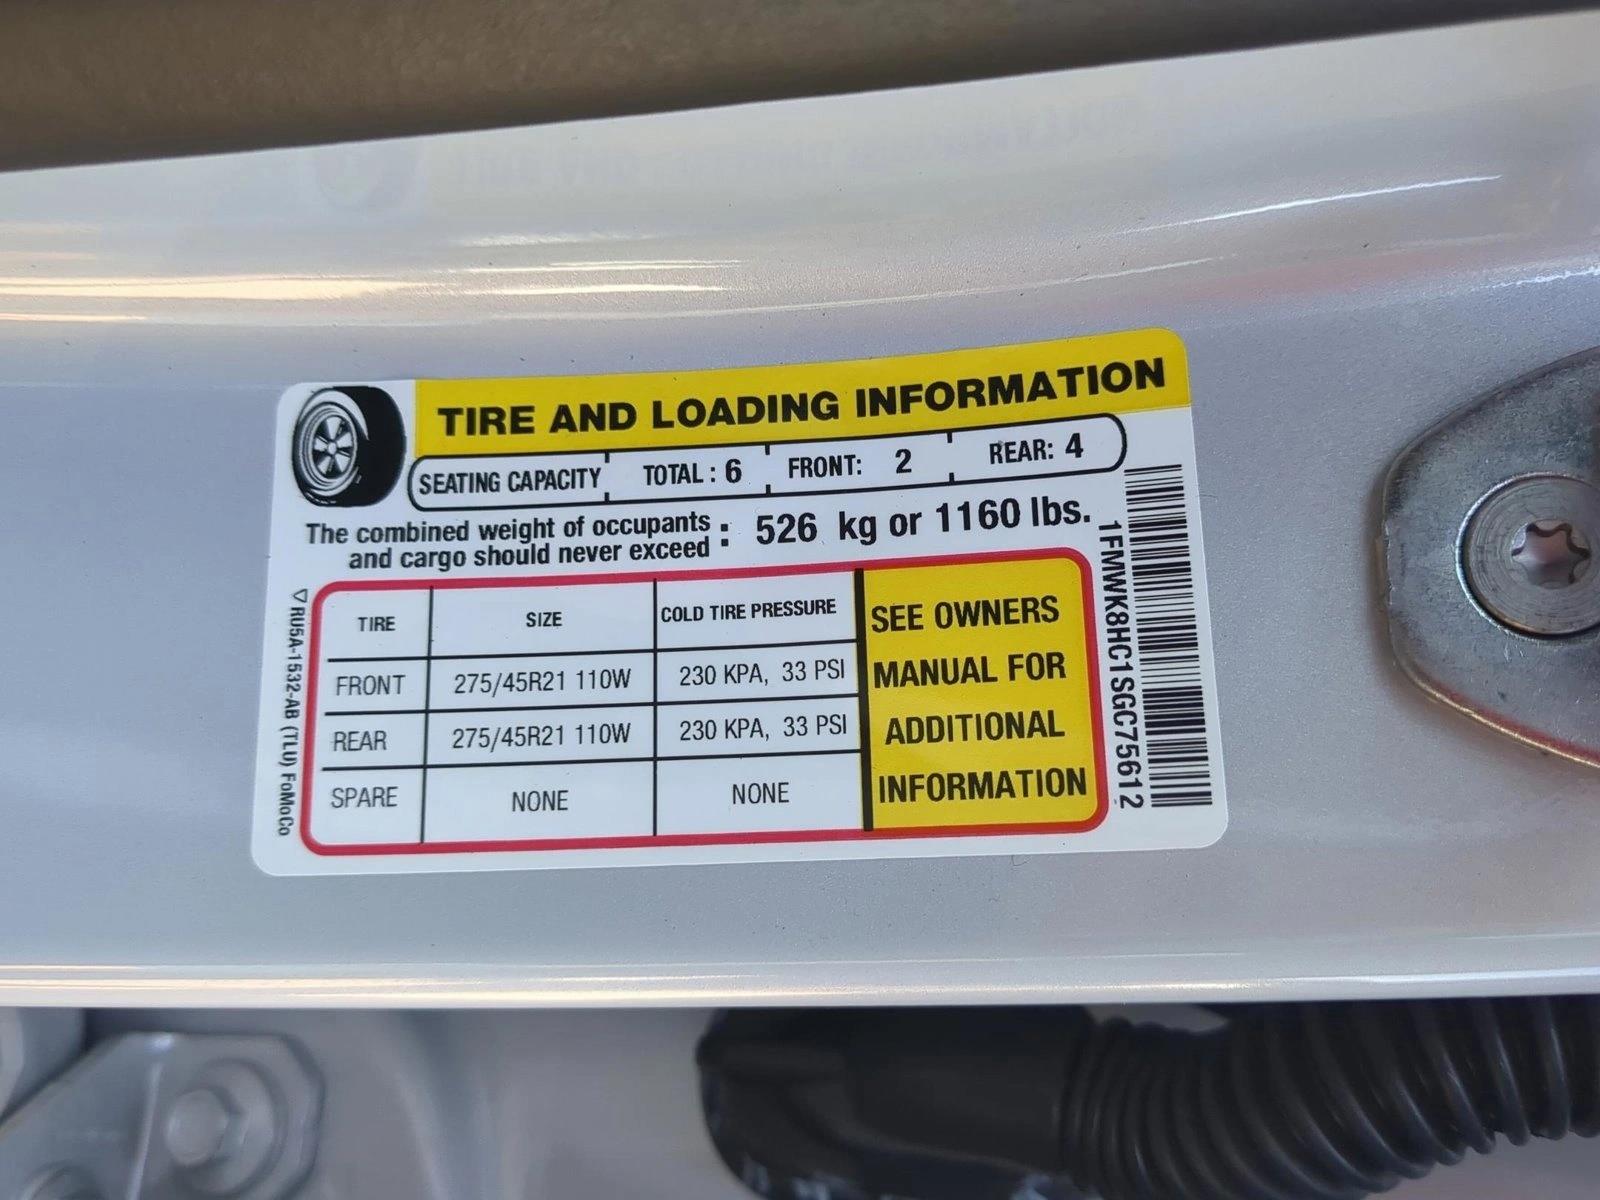 TIRE AND LOADING INFORMATION
SEATING CAPACITY TOTAL : 6 FRONT: 2 REAR: 4
The combined weight of occupants
and cargo should never exceed : 526 kg or 1160 lbs.
TIRE SIZE COLD TIRE PRESSURE
FRONT 275/45R21 110W 230 KPA, 33 PSI
REAR 275/45R21 110W 230 KPA, 33 PSI
SPARE NONE NONE
SEE OWNERS
MANUAL FOR
ADDITIONAL
INFORMATION
1FMWK8HC1SGC75612
RU5A-1532-AB (TLU) FoMoCo